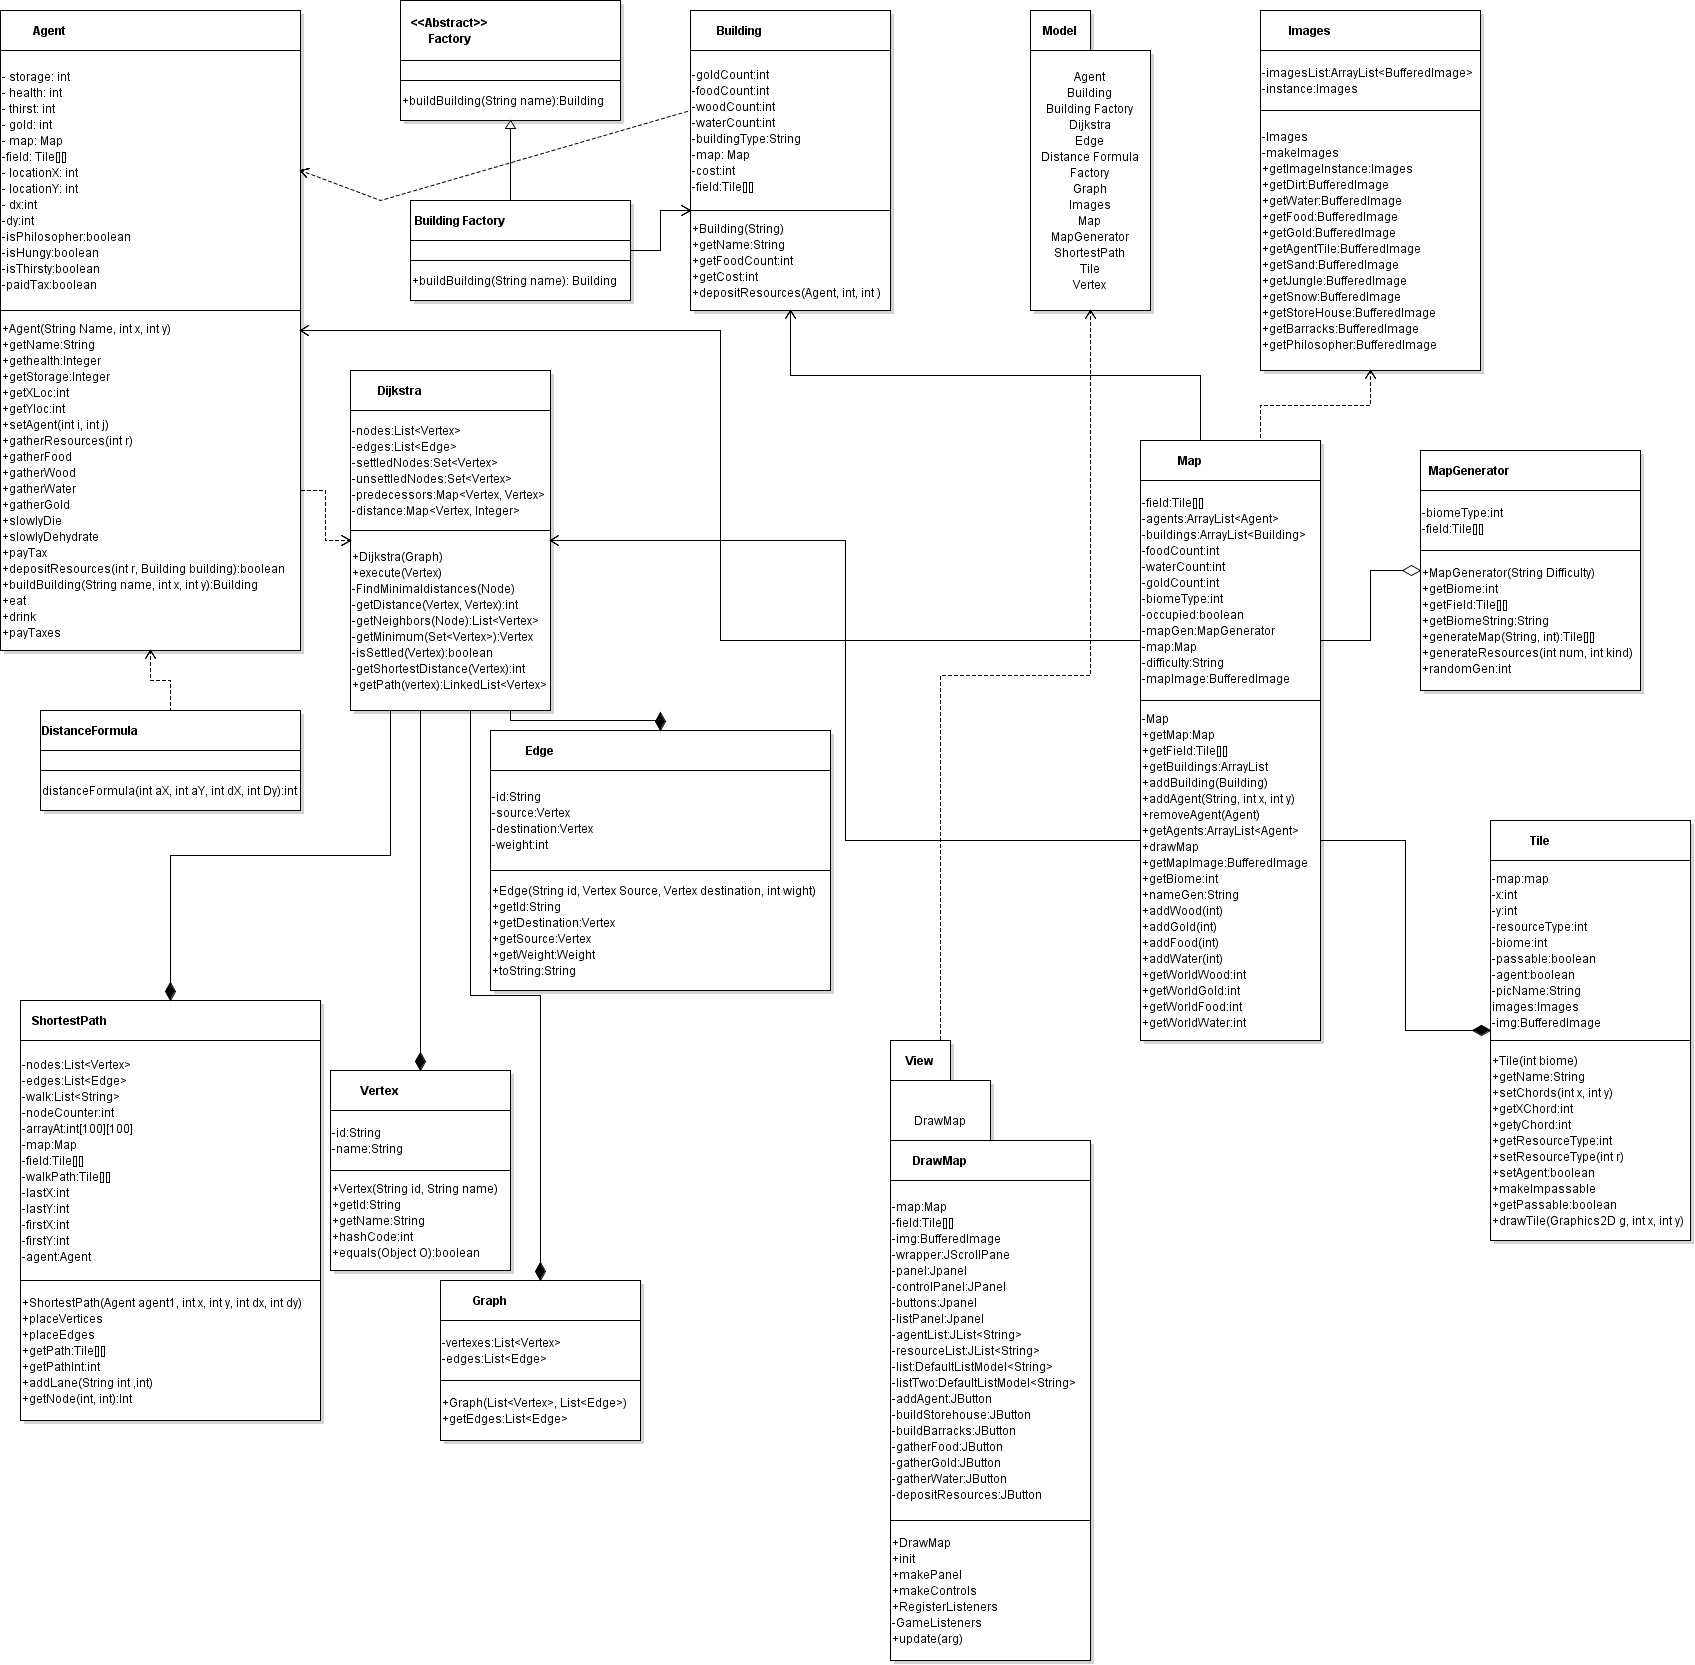 Agent
- storage: int
- health: int
- thirst: int
- gold: int
- map: Map
-field: Tile[][]
- locationX: int
- locationY: int
- dx:int
-dy:int
-isPhilosopher:boolean
-isHungy:boolean
-isThirsty:boolean
-paidTax:boolean
+Agent(String Name, int x, int y)
+getName:String
+gethealth:Integer
+getStorage:Integer
+getXLoc:int
+getYloc:int
+setAgent(int i, int j)
+gatherResources(int r)
+gatherFood
+gatherWood
+gatherWater
+gatherGold
+slowlyDie
+slowlyDehydrate
+payTax
+depositResources(int r, Building building):boolean
+buildBuilding(String name, int x, int y):Building
+eat
+drink
+payTaxes
<<Abstract>>
Factory
+buildBuilding(String name):Building
Building Factory
+buildBuilding(String name): Building
Building
-goldCount:int
-foodCount:int
-woodCount:int
-waterCount:int
-buildingType:String
-map: Map
-cost:int
-field:Tile[][]
+Building(String)
+getName:String
+getFoodCount:int
+getCost:int
+depositResources(Agent, int, int )
Model
Agent
Building
Building Factory
Dijkstra
Edge
Distance Formula
Factory
Graph
Images
Map
MapGenerator
ShortestPath
Tile
Vertex
Images
-imagesList:ArrayList<BufferedImage>
-instance:Images
-Images
-makeImages
+getImageInstance:Images
+getDirt:BufferedImage
+getWater:BufferedImage
+getFood:BufferedImage
+getGold:BufferedImage
+getAgentTile:BufferedImage
+getSand:BufferedImage
+getJungle:BufferedImage
+getSnow:BufferedImage
+getStoreHouse:BufferedImage
+getBarracks:BufferedImage
+getPhilosopher:BufferedImage
Dijkstra
-nodes:List<Vertex>
-edges:List<Edge>
-settledNodes:Set<Vertex>
-unsettledNodes:Set<Vertex>
-predecessors:Map<Vertex, Vertex>
-distance:Map<Vertex, Integer>
+Dijkstra(Graph)
+execute(Vertex)
-FindMinimaldistances(Node)
-getDistance(Vertex, Vertex):int
-getNeighbors(Node):List<Vertex>
-getMinimum(Set<Vertex>):Vertex
-isSettled(Vertex):boolean
-getShortestDistance(Vertex):int
+getPath(vertex):LinkedList<Vertex>
Map
-field:Tile[][]
-agents:ArrayList<Agent>
-buildings:ArrayList<Building>
-foodCount:int
-waterCount:int
-goldCount:int
-biomeType:int
-occupied:boolean
-mapGen:MapGenerator
-map:Map
-difficulty:String
-mapImage:BufferedImage
-Map
+getMap:Map
+getField:Tile[][]
+getBuildings:ArrayList
+addBuilding(Building)
+addAgent(String, int x, int y)
+removeAgent(Agent)
+getAgents:ArrayList<Agent>
+drawMap
+getMapImage:BufferedImage
+getBiome:int
+nameGen:String
+addWood(int)
+addGold(int)
+addFood(int)
+addWater(int)
+getWorldWood:int
+getWorldGold:int
+getWorldFood:int
+getWorldWater:int
MapGenerator
-biomeType:int
-field:Tile[][]
+MapGenerator(String Difficulty)
+getBiome:int
+getField:Tile[][]
+getBiomeString:String
+generateMap(String, int):Tile[][]
+generateResources(int num, int kind)
+randomGen:int
DistanceFormula
distanceFormula(int aX, int aY, int dX, int Dy):int
Edge
-id:String
-source:Vertex
-destination:Vertex
-weight:int
+Edge(String id, Vertex Source, Vertex destination, int wight)
+getId:String
+getDestination:Vertex
+getSource:Vertex
+getWeight:Weight
+toString:String
Tile
-map:map
-x:int
-y:int
-resourceType:int
-biome:int
-passable:boolean
-agent:boolean
-picName:String
images:Images
-img:BufferedImage
+Tile(int biome)
+getName:String
+setChords(int x, int y)
+getXChord:int
+getyChord:int
+getResourceType:int
+setResourceType(int r)
+setAgent:boolean
+makeImpassable
+getPassable:boolean
+drawTile(Graphics2D g, int x, int y)
ShortestPath
-nodes:List<Vertex>
-edges:List<Edge>
-walk:List<String>
-nodeCounter:int
-arrayAt:int[100][100]
-map:Map
-field:Tile[][]
-walkPath:Tile[][]
-lastX:int
-lastY:int
-firstX:int
-firstY:int
-agent:Agent
+ShortestPath(Agent agent1, int x, int y, int dx, int dy)
+placeVertices
+placeEdges
+getPath:Tile[][]
+getPathInt:int
+addLane(String int ,int)
+getNode(int, int):Int
Vertex
-id:String
-name:String
+Vertex(String id, String name)
+getId:String
+getName:String
+hashCode:int
+equals(Object O):boolean
Graph
-vertexes:List<Vertex>
-edges:List<Edge>
+Graph(List<Vertex>, List<Edge>)
+getEdges:List<Edge>
View
DrawMap
DrawMap
-map:Map
-field:Tile[][]
-img:BufferedImage
-wrapper:JScrollPane
-panel:Jpanel
-controlPanel:JPanel
-buttons:Jpanel
-listPanel:Jpanel
-agentList:JList<String>
-resourceList:JList<String>
-list:DefaultListModel<String>
-listTwo:DefaultListModel<String>
-addAgent:JButton
-buildStorehouse:JButton
-buildBarracks:JButton
-gatherFood:JButton
-gatherGold:JButton
-gatherWater:JButton
-depositResources:JButton
+DrawMap
+init
+makePanel
+makeControls
+RegisterListeners
-GameListeners
+update(arg)